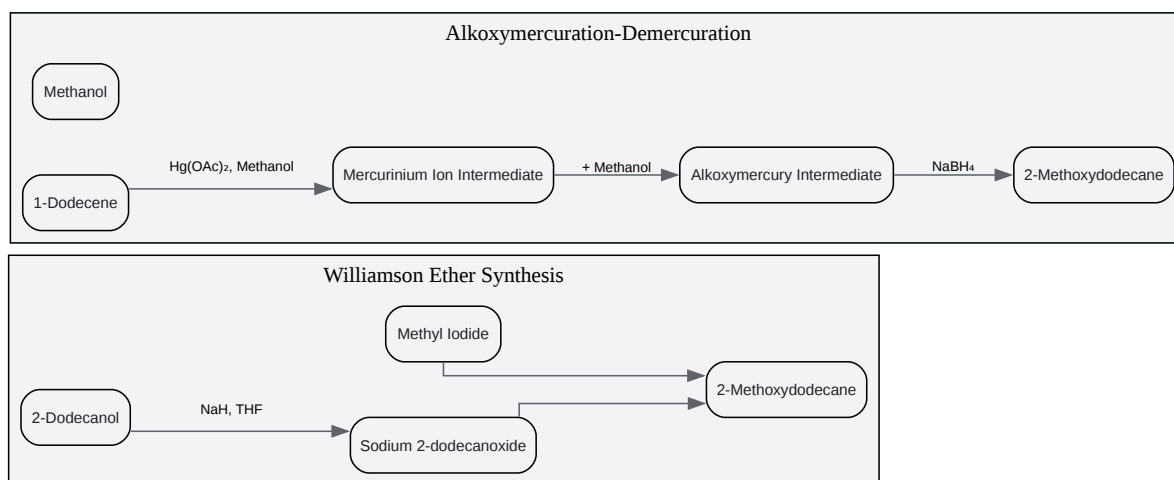 Alkoxymercuration-Demercuration
Methanol
Hg(OAc)₂, Methanol
+ Methanol
NaBH₄
1-Dodecene
Mercurinium Ion Intermediate
Alkoxymercury Intermediate
2-Methoxydodecane
Williamson Ether Synthesis
Methyl Iodide
2-Methoxydodecane
2-Dodecanol
NaH, THF
Sodium 2-dodecanoxide